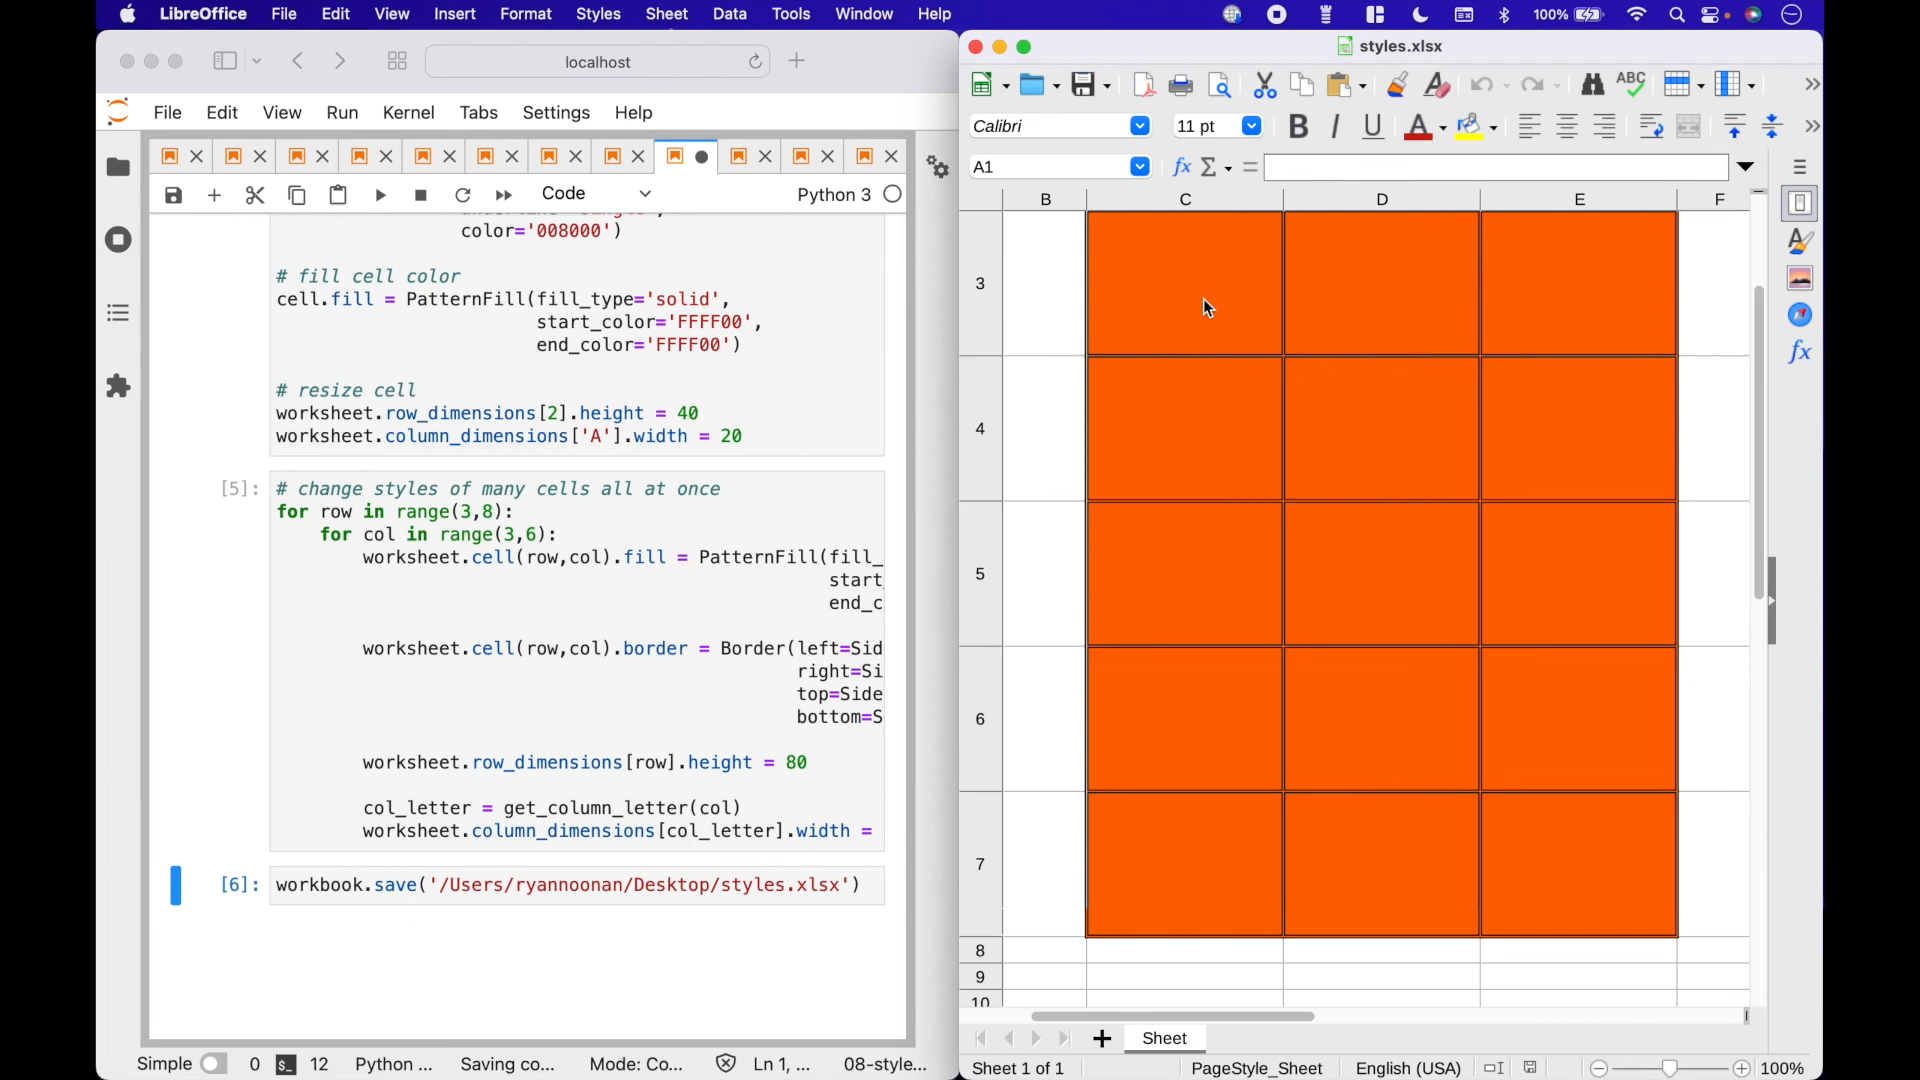 LibreOffice File Edit View Insert Format Styles Sheet Data Tools Window Help 100%
localhost
File Edit View Run Kernel Tabs Settings Help
Code Python 3
color='008000')
# fill cell color
cell.fill = PatternFill(fill_type='solid',
start_color='FFFF00',
end_color='FFFF00')
# resize cell
worksheet.row_dimensions[2].height = 40
worksheet.column_dimensions['A'].width = 20
[5]: # change styles of many cells all at once
for row in range(3,8):
for col in range(3,6):
worksheet.cell(row,col).fill = PatternFill(fill_
start_
end_c
worksheet.cell(row,col).border = Border(left=Sid
right=Si
top=Side
bottom=S
worksheet.row_dimensions[row].height = 80
col_letter = get_column_letter(col)
worksheet.column_dimensions[col_letter].width =
[6]: workbook.save('/Users/ryannoonan/Desktop/styles.xlsx')
Simple 0 $_ 12 Python ... Saving co... Mode: Co... Ln 1, ... 08-style...
styles.xlsx
ABC
Calibri 11 pt B I U A
A1 fx Σ =
B C D E F
3
4
5
6
7
8
9
10
Sheet
Sheet 1 of 1 PageStyle_Sheet English (USA) 100%